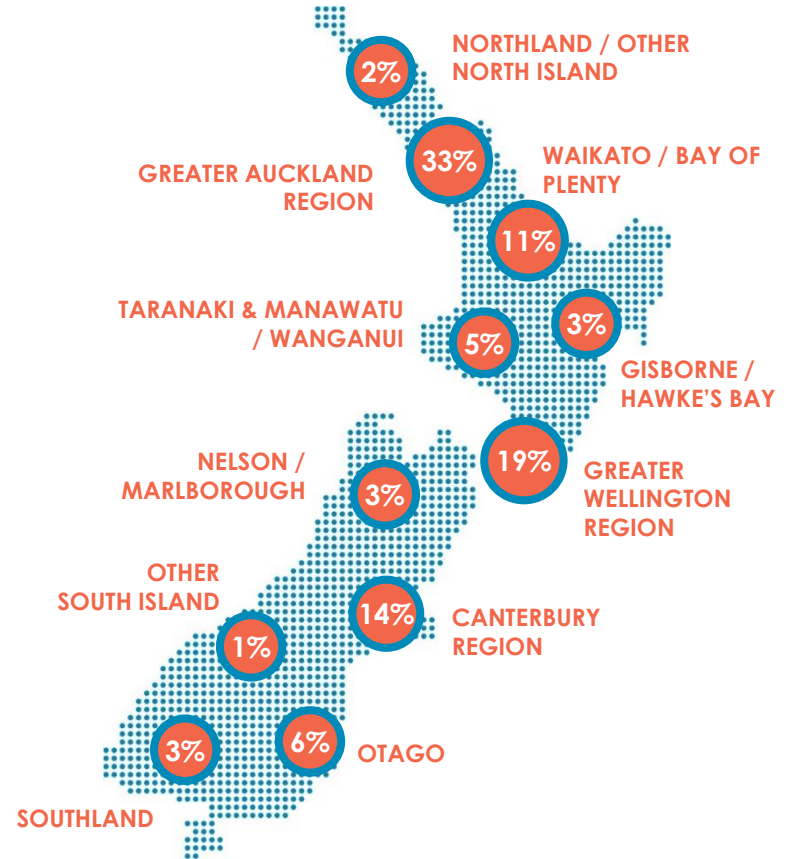 NORTHLAND / OTHER
NORTH ISLAND
2%
GREATER AUCKLAND
REGION
33%
WAIKATO / BAY OF
PLENTY
11%
TARANAKI & MANAWATU
/ WANGANUI
5%
3%
GISBORNE /
HAWKE'S BAY
19%
GREATER
WELLINGTON
REGION
NELSON /
MARLBOROUGH
3%
OTHER
SOUTH ISLAND
1%
14%
CANTERBURY
REGION
6%
OTAGO
3%
SOUTHLAND